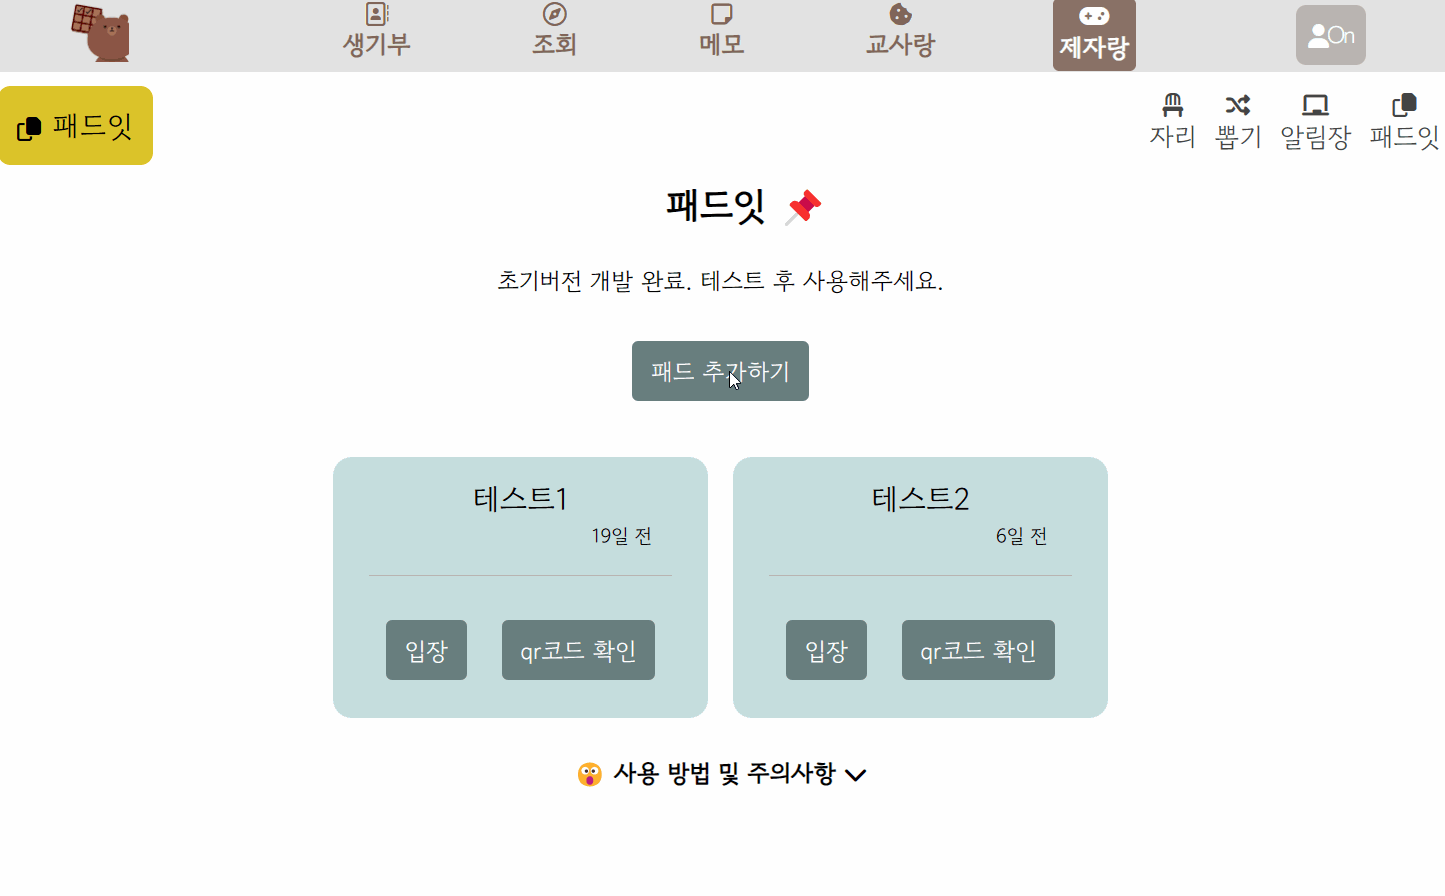 생기부
조회
메모
교사랑
제자랑
On
패드잇
자리
뽑기
알림장
패드잇
패드잇
초기버전 개발 완료. 테스트 후 사용해주세요.
패드 추가하기
테스트1
19일 전
입장
qr코드 확인
테스트2
6일 전
입장
qr코드 확인
사용 방법 및 주의사항